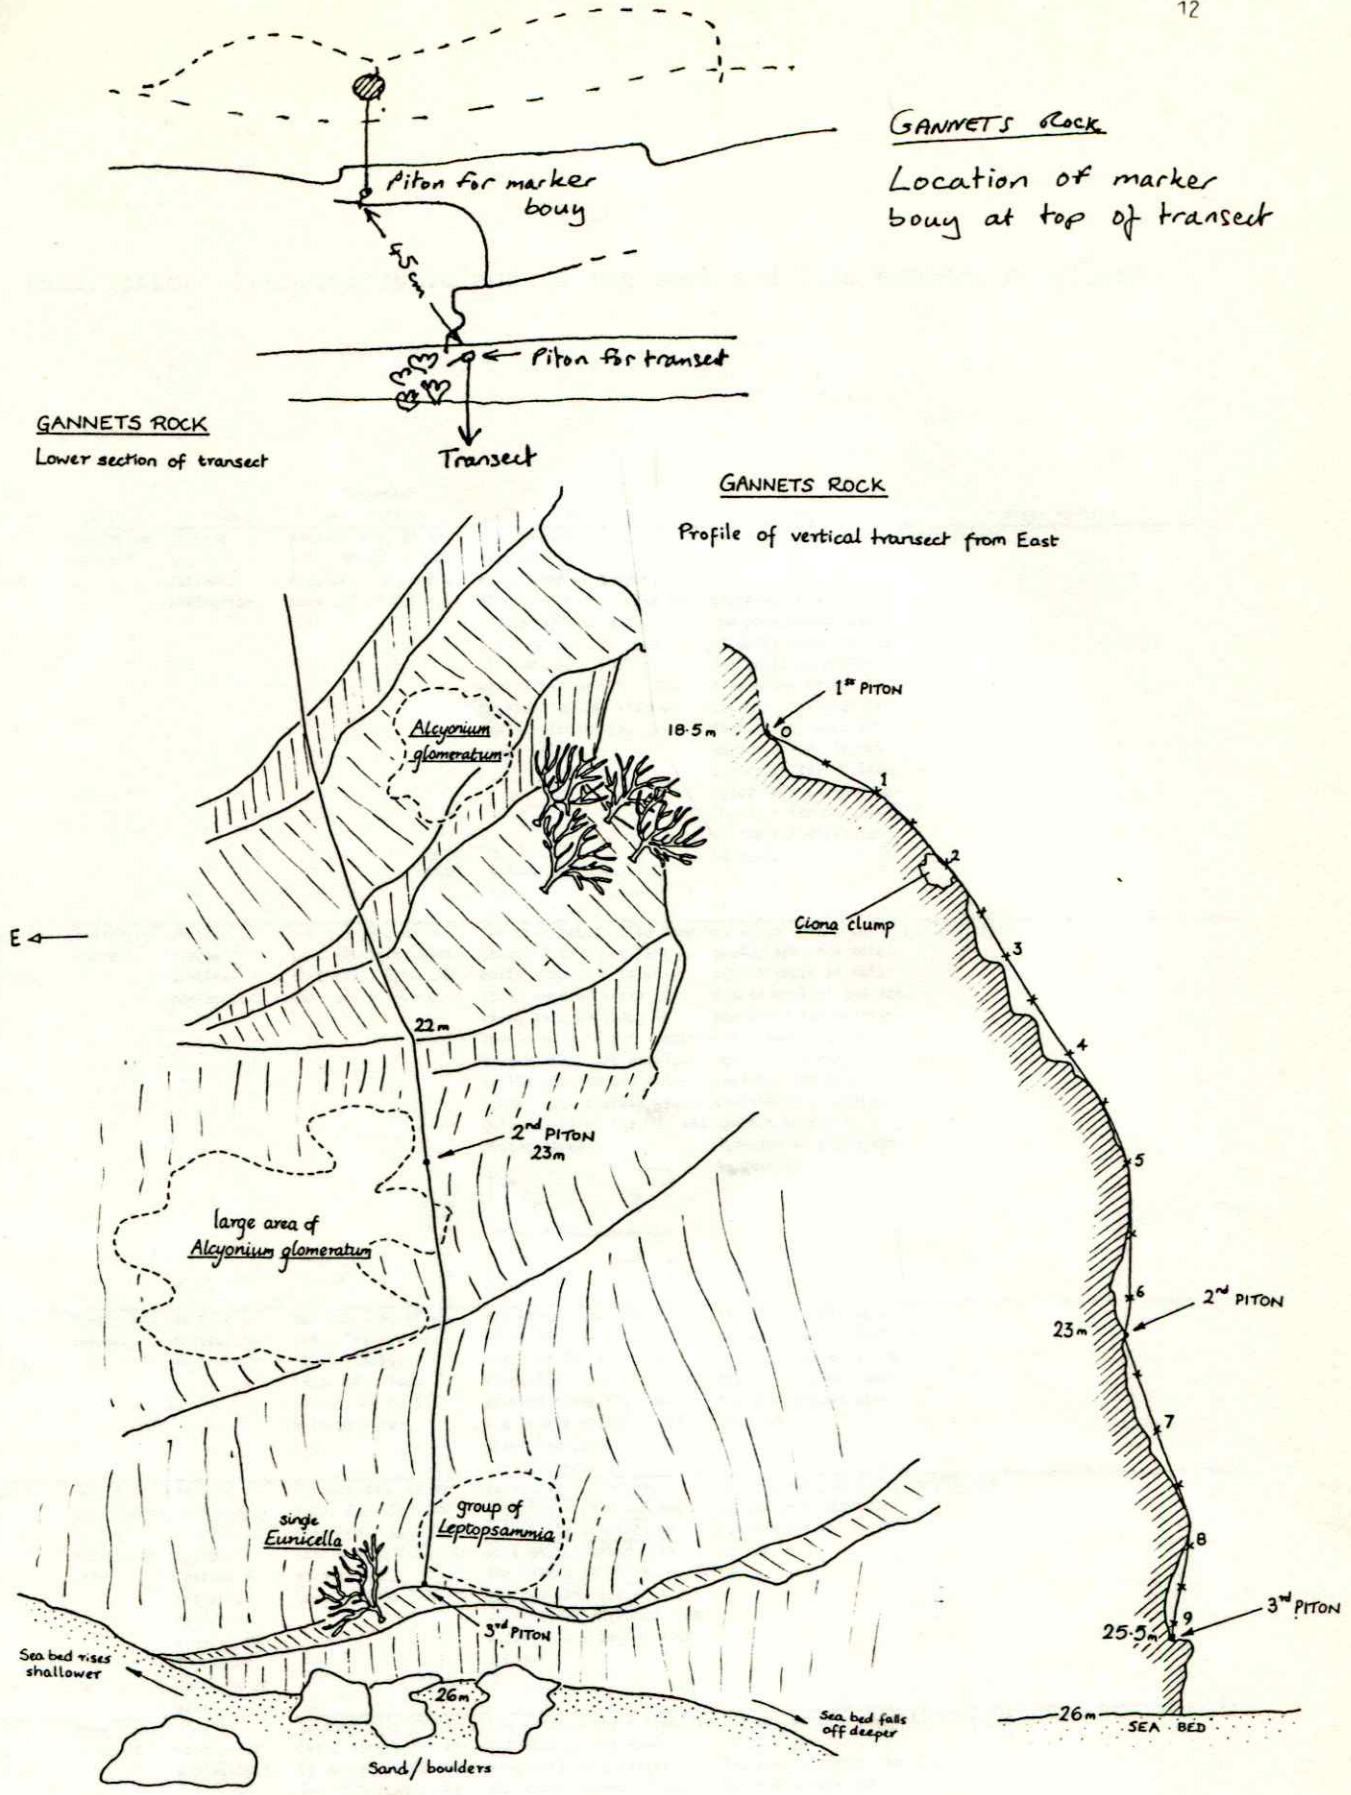 12
GANNETS ROCK
Location of marker
bouy at top of transect
Piton for marker
bouy
45cm
Piton for transect
Transect
GANNETS ROCK
Lower section of transect
Alcyonium
glomeratum
E
22m
2nd PITON
23m
large area of
Alcyonium glomeratum
single
Eunicella
group of
Leptopsammia
3rd PITON
Sea bed rises
shallower
26m
Sea bed falls
off deeper
Sand/boulders
GANNETS ROCK
Profile of vertical transect from East
1st PITON
18.5m
0
1
2
Ciona clump
3
4
5
6
2nd PITON
23m
7
8
9
3rd PITON
25.5m
26m
SEA BED